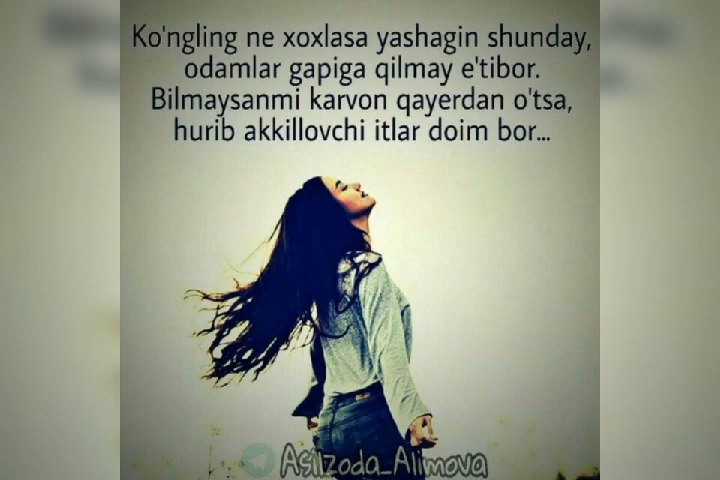 Ko'ngling ne xoxlasa yashagin shunday,
odamlar gapiga qilmay e'tibor.
Bilmaysanmi karvon qayerdan o'tsa,
hurib akkillovchi itlar doim bor...
Asilzoda_Alimova